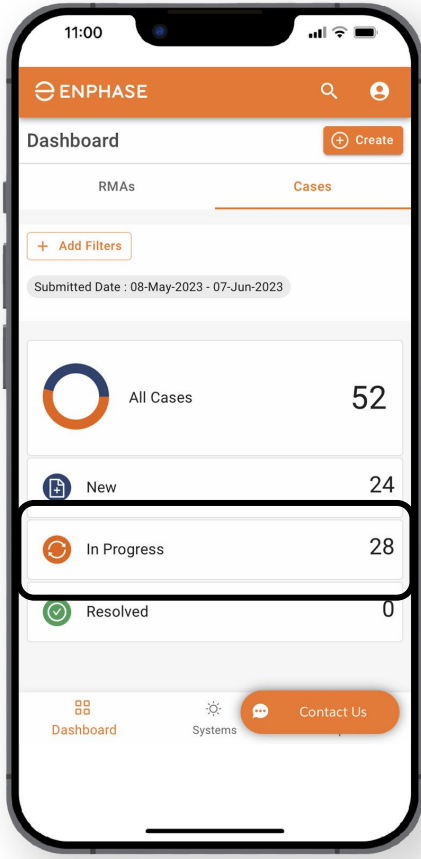 11:00
ENPHASE
Dashboard
Create
RMAs
Cases
+ Add Filters
Submitted Date : 08-May-2023 - 07-Jun-2023
All Cases
52
New
24
In Progress
28
Resolved
0
Dashboard
Systems
Contact Us